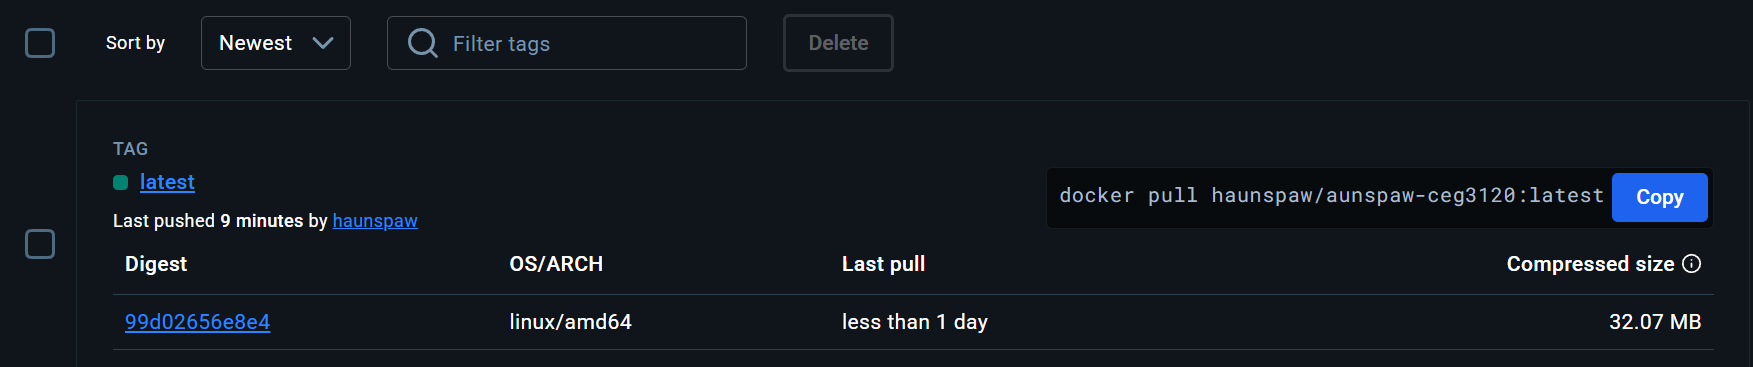 Sort by Newest Filter tags Delete
TAG
latest
docker pull haunspaw/aunspaw-ceg3120:latest Copy
Last pushed 9 minutes by haunspaw
Digest OS/ARCH Last pull Compressed size
99d02656e8e4 linux/amd64 less than 1 day 32.07 MB